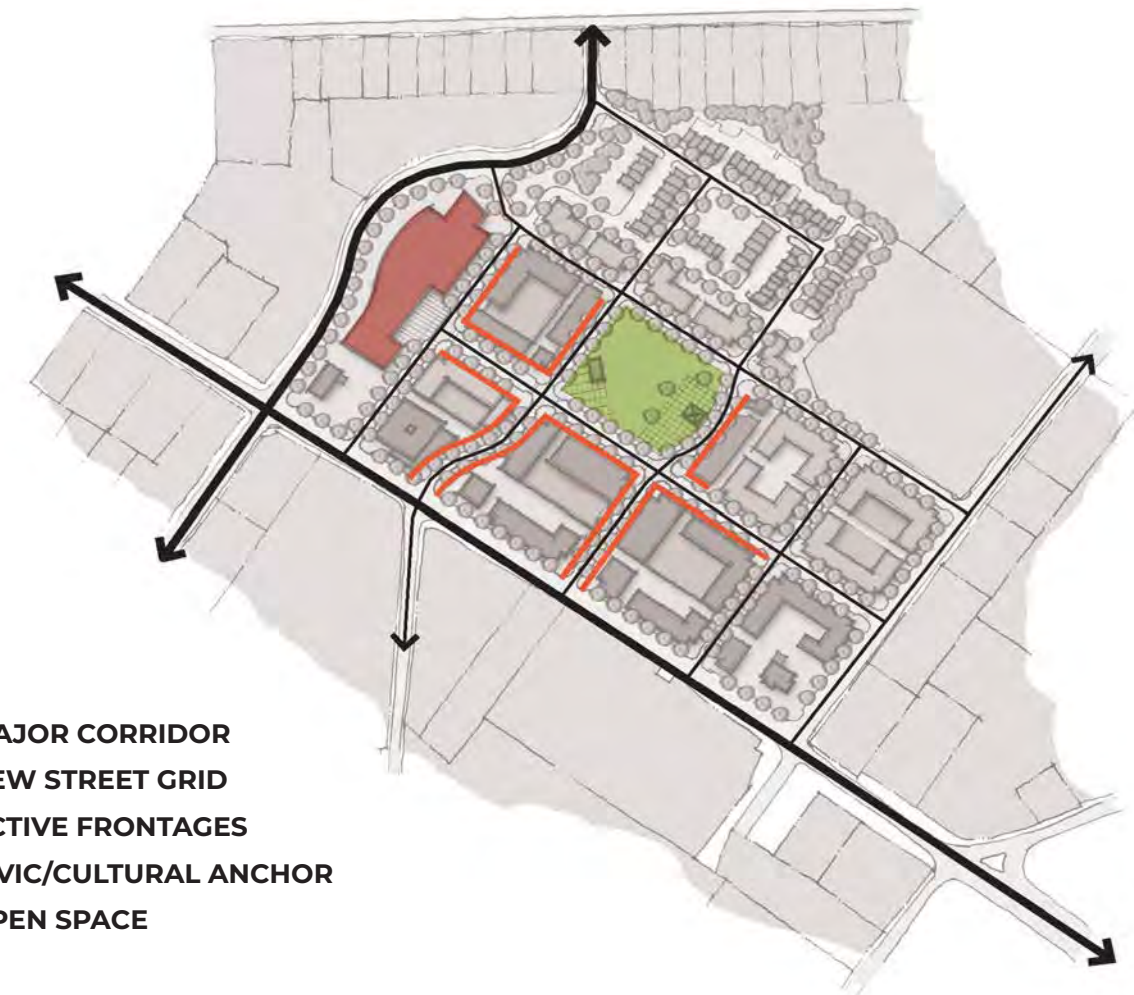 AJOR CORRIDOR
EW STREET GRID
CTIVE FRONTAGES
VIC/CULTURAL ANCHOR
PEN SPACE